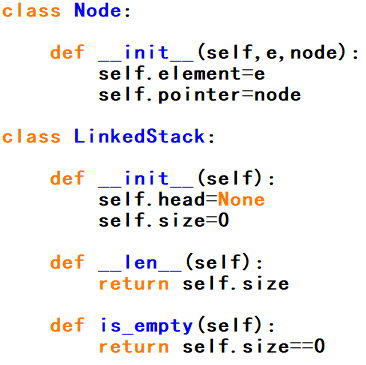 class Node:
    def __init__(self,e,node):
        self.element=e
        self.pointer=node
class LinkedStack:
    def __init__(self):
        self.head=None
        self.size=0
    def __len__(self):
        return self.size
    def is_empty(self):
        return self.size==0